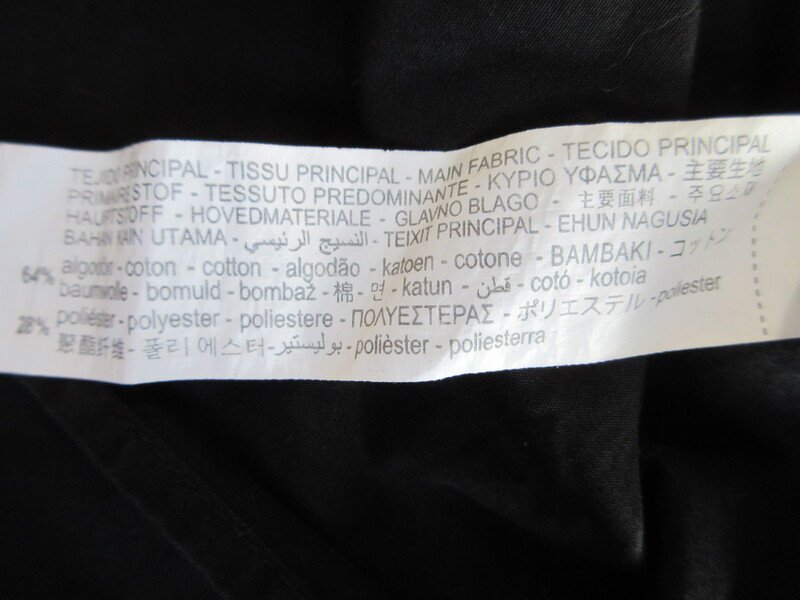 TEJIDO PRINCIPAL - TISSU PRINCIPAL - MAIN FABRIC - TECIDO PRINCIPAL
PRIMAIRE STOF - TESSUTO PREDOMINANTE - ΚΥΡΙΟ ΥΦΑΣΜΑ - 主要生地
HAUPTSTOFF - HOVEDMATERIALE - GLAVNO BLAGO - 主要面料 - 주요소재
BAHAN KAIN UTAMA - النسيج الرئيسي - TEIXIT PRINCIPAL - EHUN NAGUSIA
64% algodón - coton - cotton - algodão - katoen - cotone - BAMBAKI - コットン
baumwolle - bomuld - bombaž - 棉 - 면 - katun - قطن - cotó - kotoia
28% poliéster - polyester - poliestere - ΠΟΛΥΕΣΤΕΡΑΣ - ポリエステル - poliester
聚酯纤维 - 폴리 에스터 - بوليستير - polièster - poliesterra